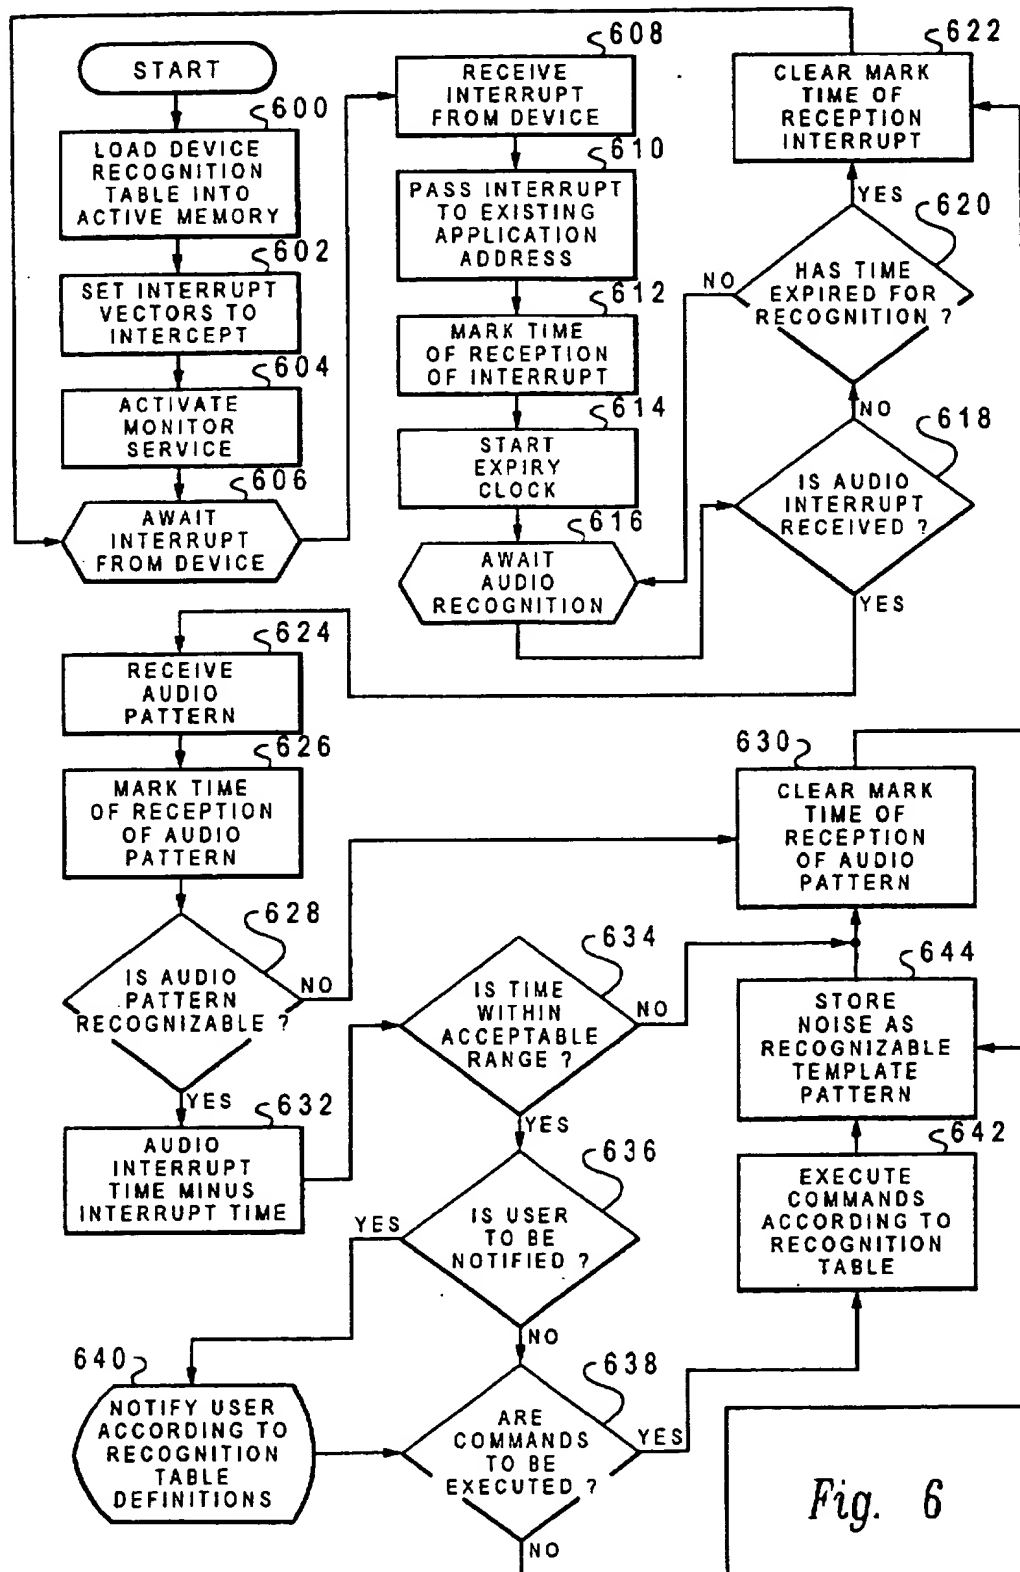 START
600
LOAD DEVICE
RECOGNITION
TABLE INTO
ACTIVE MEMORY
602
SET INTERRUPT
VECTORS TO
INTERCEPT
604
ACTIVATE
MONITOR
SERVICE
606
AWAIT
INTERRUPT
FROM DEVICE
608
RECEIVE
INTERRUPT
FROM DEVICE
610
PASS INTERRUPT
TO EXISTING
APPLICATION
ADDRESS
612
MARK TIME
OF RECEPTION
OF INTERRUPT
614
START
EXPIRY
CLOCK
616
AWAIT
AUDIO
RECOGNITION
622
CLEAR MARK
TIME OF
RECEPTION
INTERRUPT
YES
620
NO
HAS TIME
EXPIRED FOR
RECOGNITION ?
NO
618
IS AUDIO
INTERRUPT
RECEIVED ?
YES
624
RECEIVE
AUDIO
PATTERN
626
MARK TIME
OF RECEPTION
OF AUDIO
PATTERN
628
IS AUDIO
PATTERN
RECOGNIZABLE ?
NO
YES
632
AUDIO
INTERRUPT
TIME MINUS
INTERRUPT TIME
630
CLEAR MARK
TIME OF
RECEPTION
OF AUDIO
PATTERN
634
IS TIME
WITHIN
ACCEPTABLE
RANGE ?
NO
YES
636
IS USER
TO BE
NOTIFIED ?
YES
NO
640
NOTIFY USER
ACCORDING TO
RECOGNITION
TABLE
DEFINITIONS
638
ARE
COMMANDS
TO BE
EXECUTED ?
YES
NO
644
STORE
NOISE AS
RECOGNIZABLE
TEMPLATE
PATTERN
642
EXECUTE
COMMANDS
ACCORDING TO
RECOGNITION
TABLE
Fig. 6